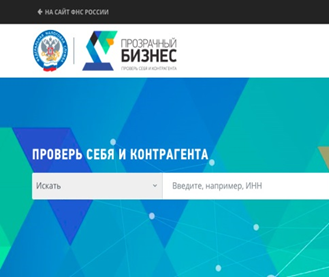 ← НА САЙТ ФНС РОССИИ
ПРОЗРАЧНЫЙ
БИЗНЕС
ПРОВЕРЬ СЕБЯ И КОНТРАГЕНТА
ПРОВЕРЬ СЕБЯ И КОНТРАГЕНТА
Искать
Введите, например, ИНН